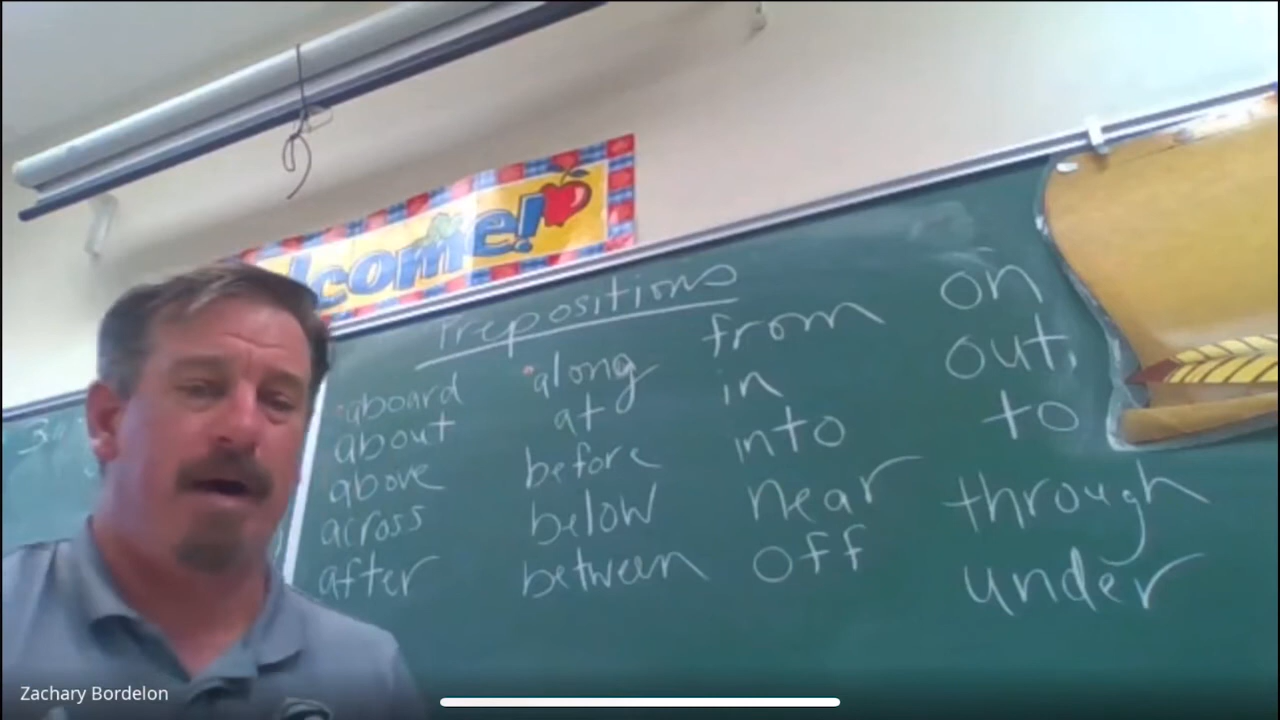 come!
Prepositions
aboard
about
above
across
after
along
at
before
below
between
from
in
into
near
off
on
out
to
through
under
Zachary Bordelon